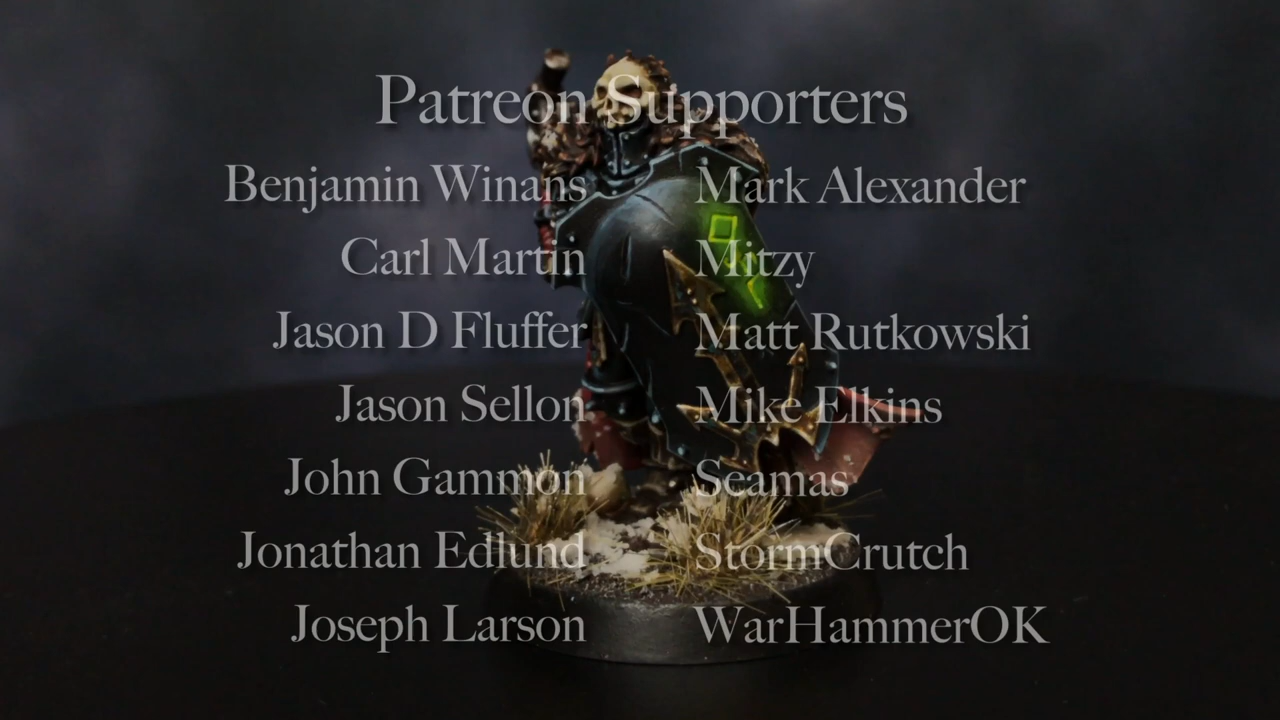 Patreon Supporters
Benjamin Winans
Mark Alexander
Carl Martin
Mitzy
Jason D Fluffer
Matt Rutkowski
Jason Sellon
Mike Elkins
John Gammon
Seamas
Jonathan Edlund
StormCrutch
Joseph Larson
WarHammerOK